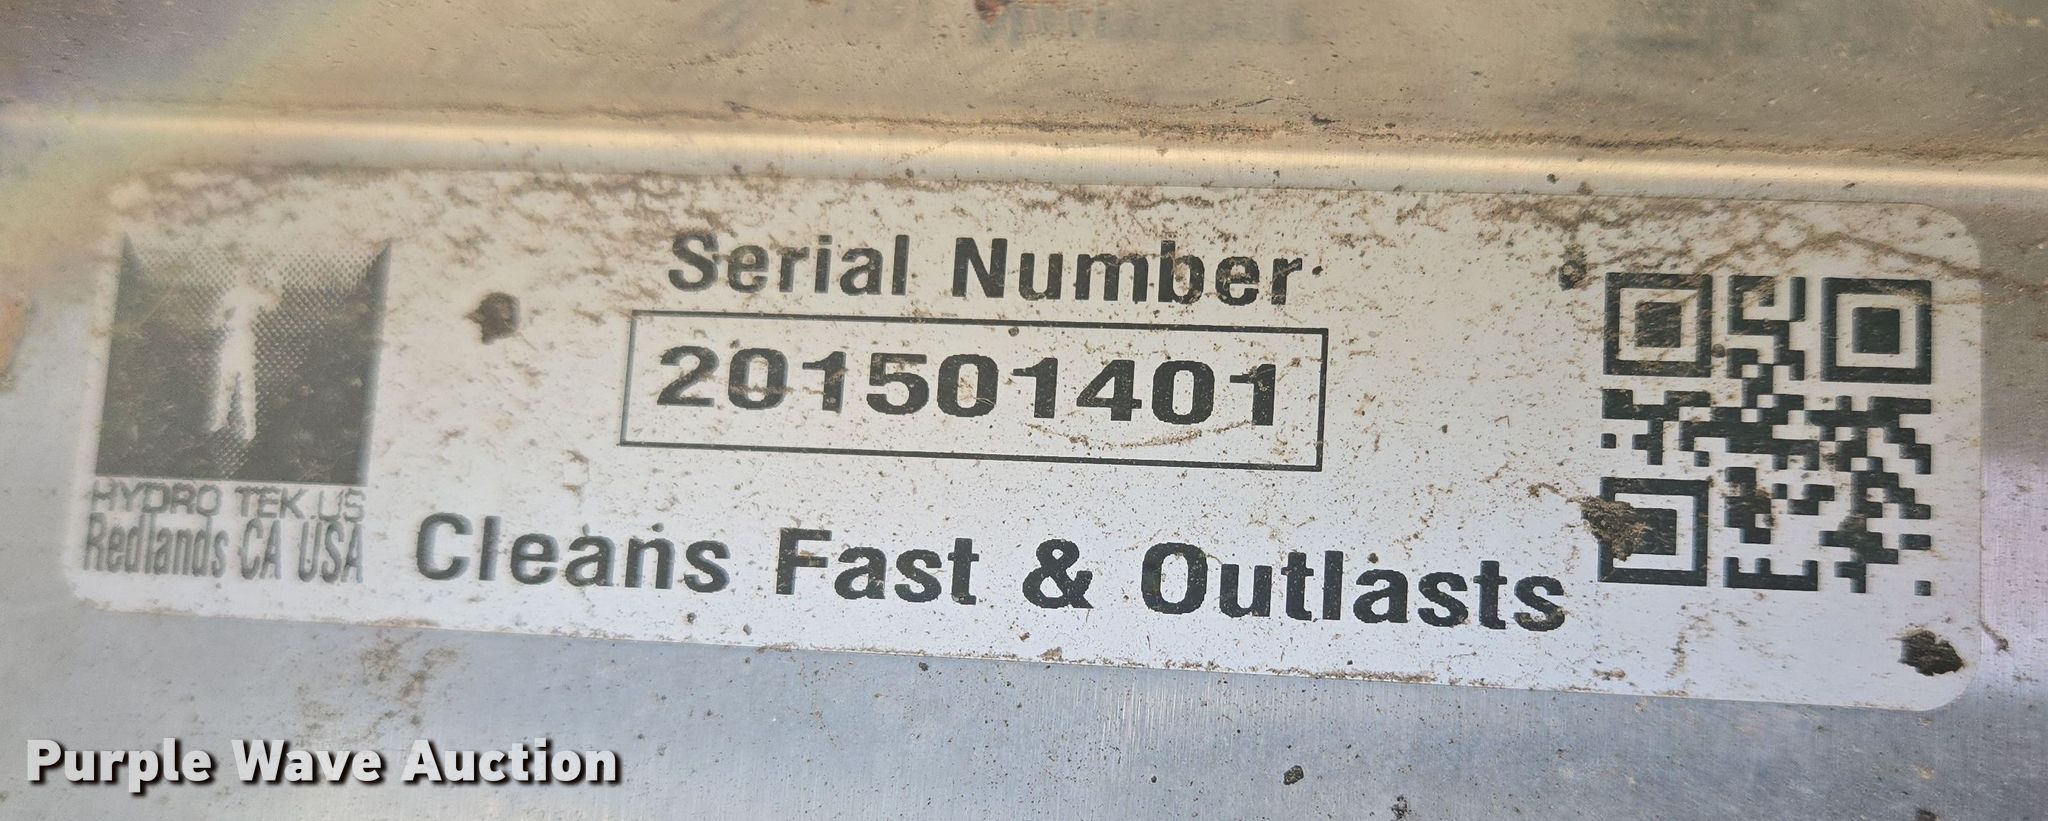 Serial Number
201501401
HYDRO TEK.US
Redlands CA USA
Cleans Fast & Outlasts
Purple Wave Auction